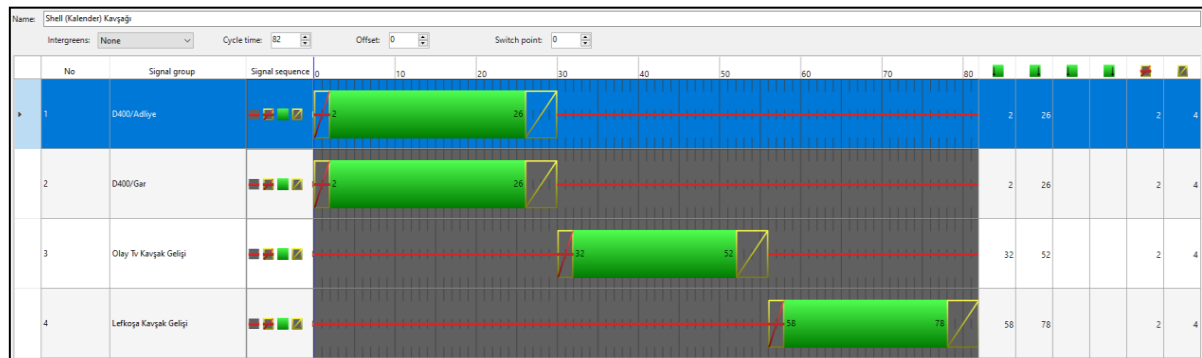 Name: Shell (Kalender) Kavşağı
Intergreens: None Cycle time: 82 Offset: 0 Switch point: 0
No Signal group Signal sequence 0 10 20 30 40 50 60 70 80
1 D400/Adliye 2 26 2 26 2 4
2 D400/Gar 2 26 2 26 2 4
3 Olay Tv Kavşak Gelişi 32 52 32 52 2 4
4 Lefkoşa Kavşak Gelişi 58 78 58 78 2 4